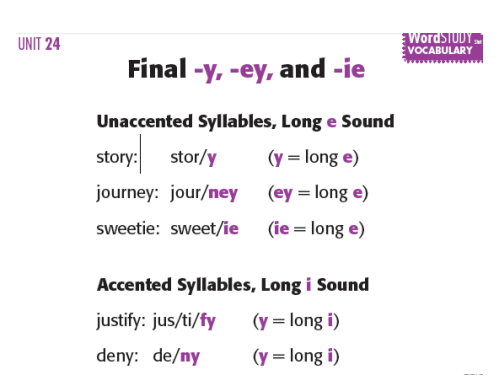 UNIT 24
WordSTUDY
VOCABULARY
Final -y, -ey, and -ie
Unaccented Syllables, Long e Sound
story: stor/y (y = long e)
journey: jour/ney (ey = long e)
sweetie: sweet/ie (ie = long e)
Accented Syllables, Long i Sound
justify: jus/ti/fy (y = long i)
deny: de/ny (y = long i)